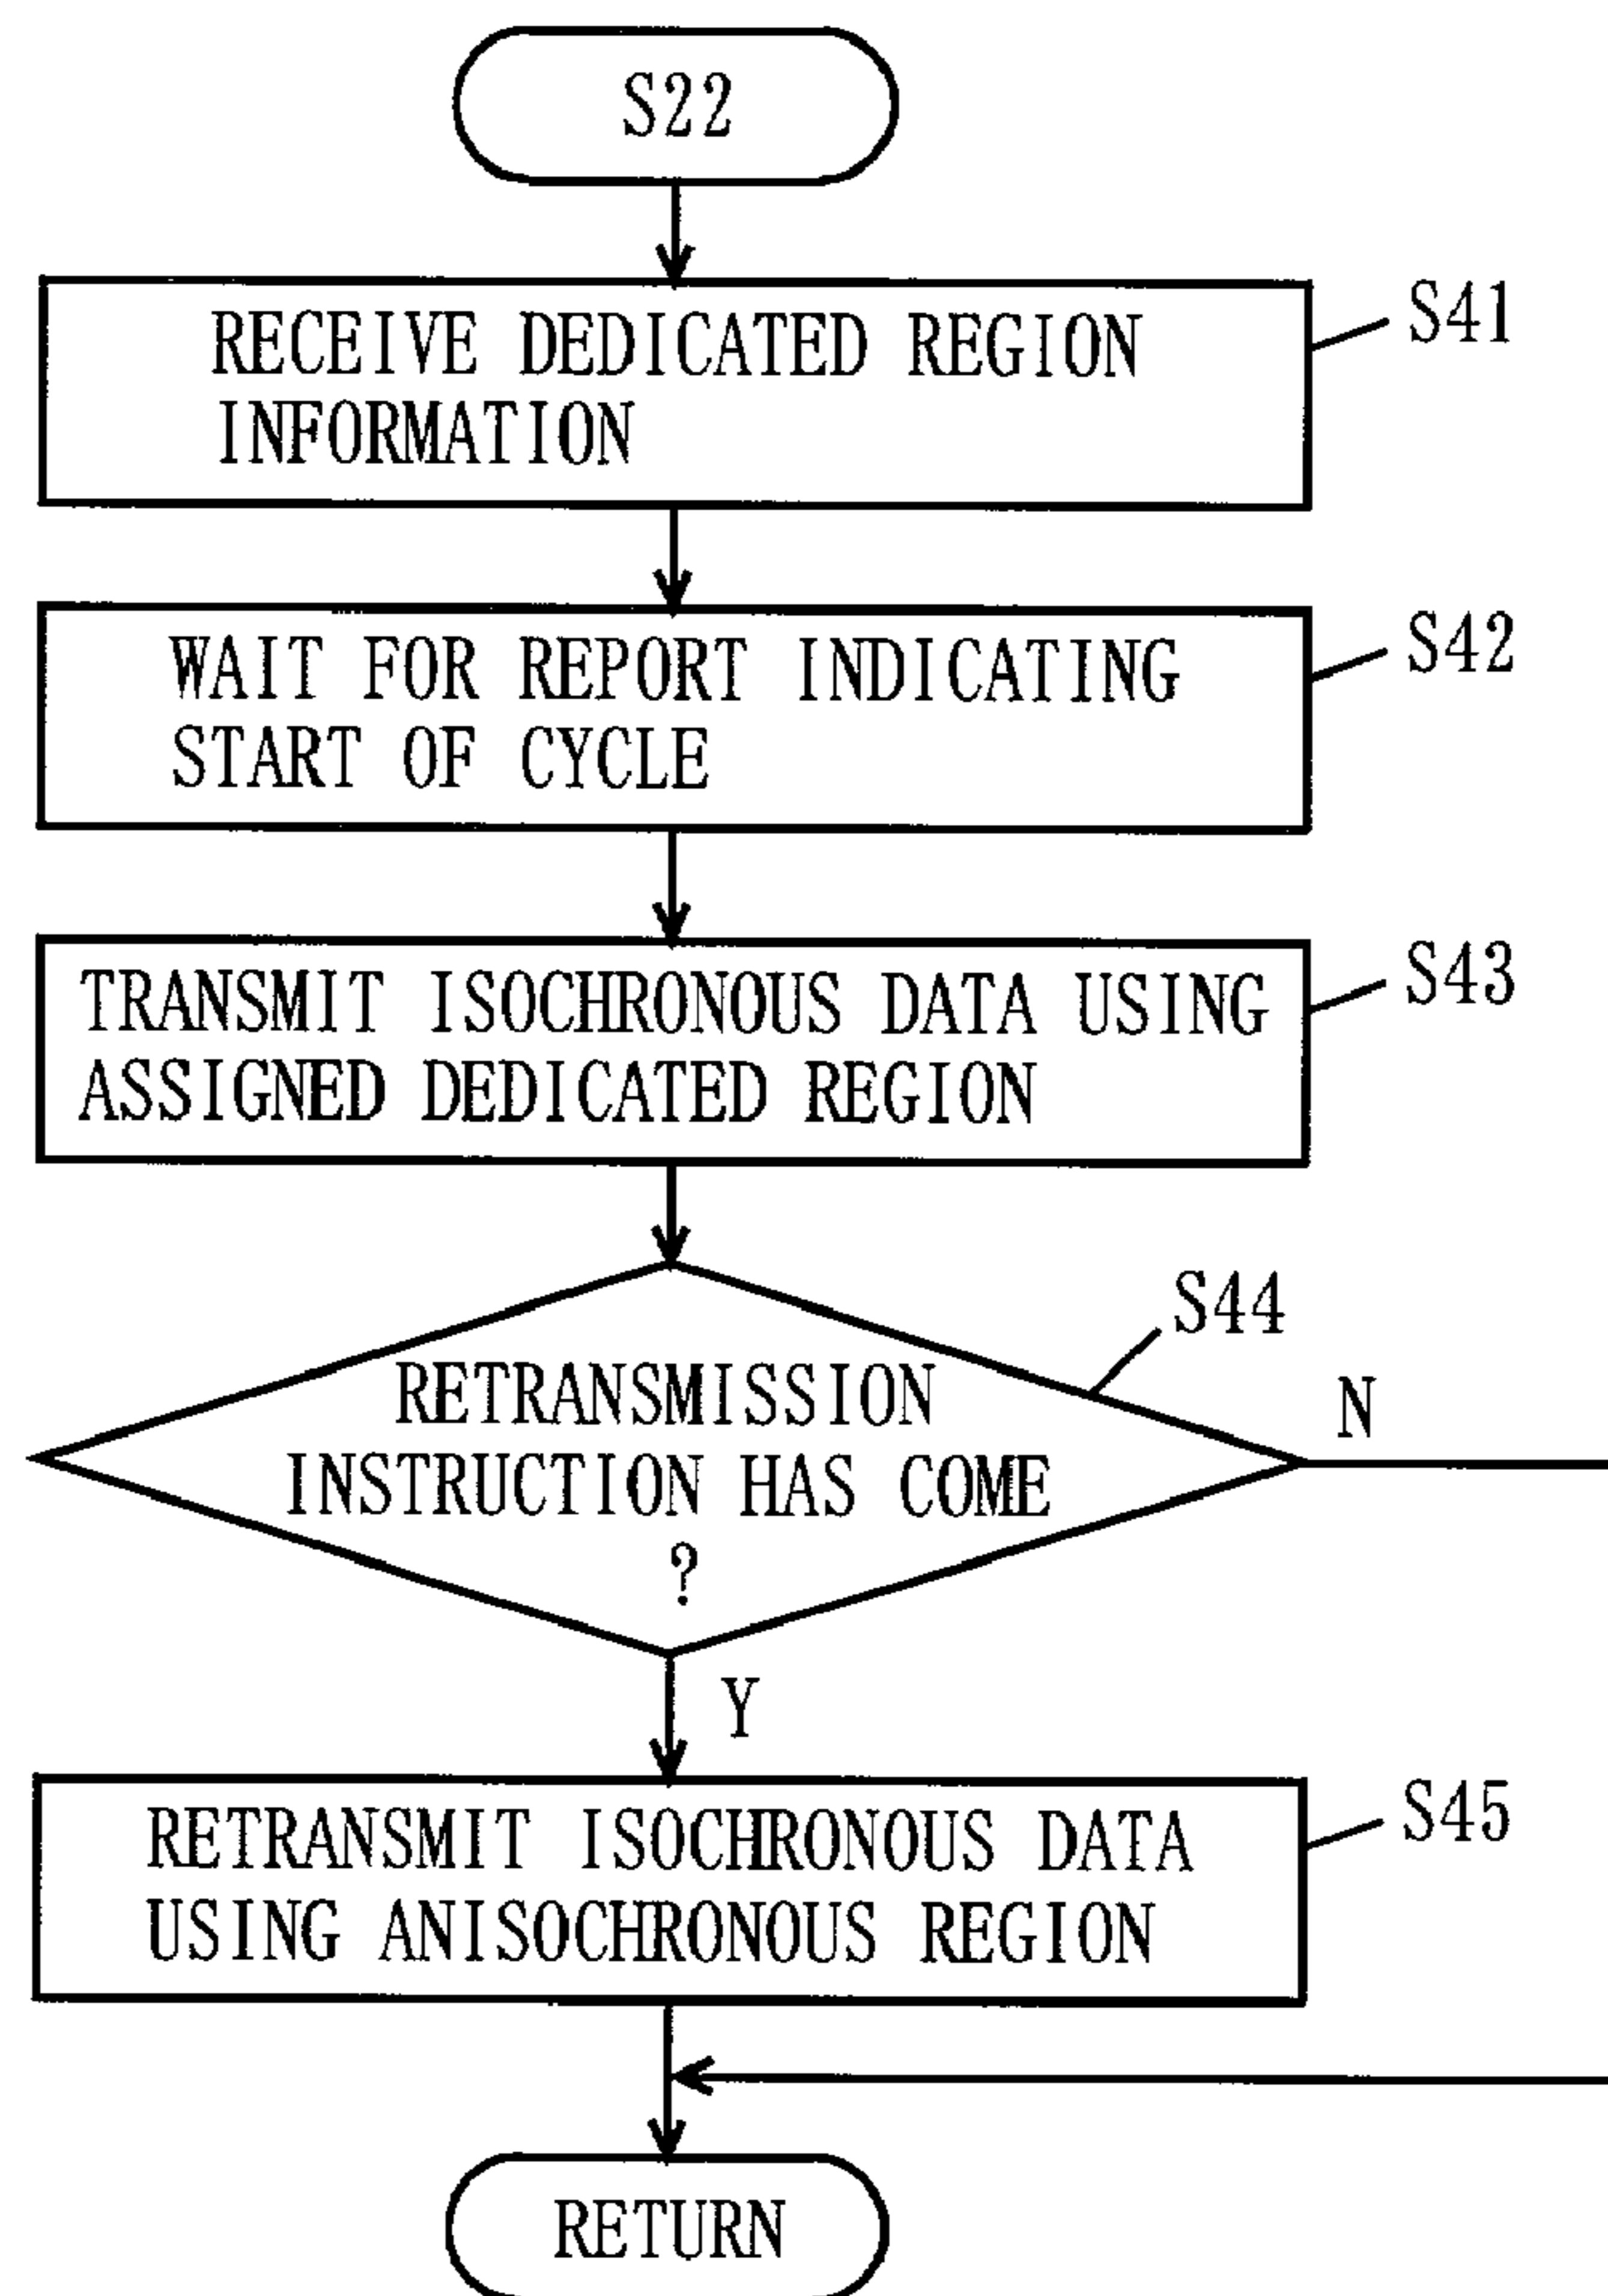 S22
RECEIVE DEDICATED REGION
INFORMATION
S41
WAIT FOR REPORT INDICATING
START OF CYCLE
S42
TRANSMIT ISOCHRONOUS DATA USING
ASSIGNED DEDICATED REGION
S43
S44
RETRANSMISSION
INSTRUCTION HAS COME
?
N
Y
RETRANSMIT ISOCHRONOUS DATA
USING ANISOCHRONOUS REGION
S45
RETURN